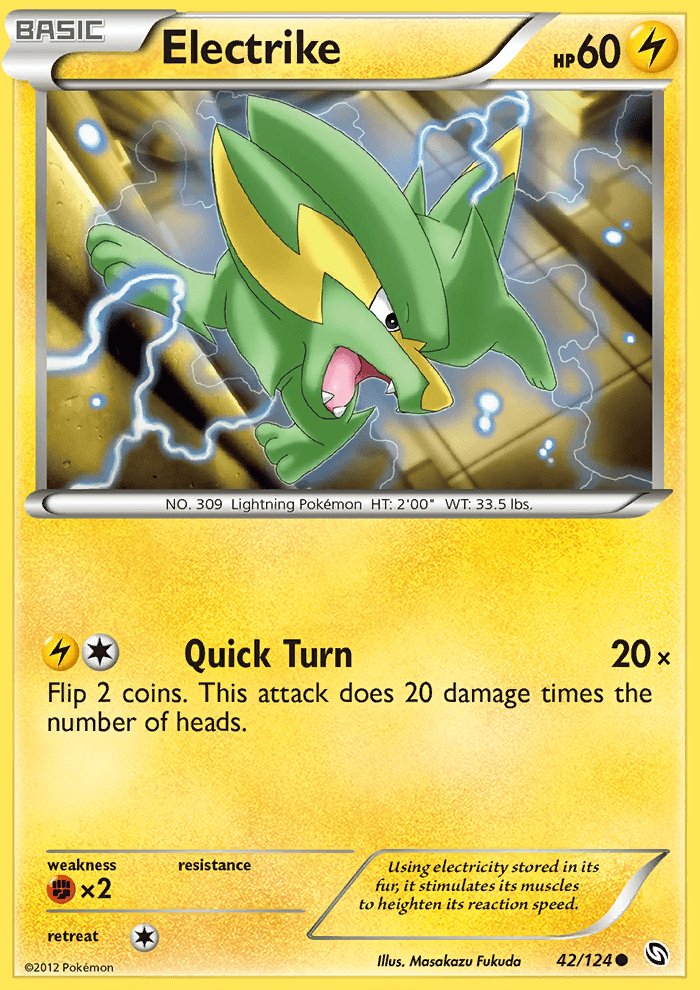 BASIC
Electrike
HP60
NO. 309 Lightning Pokémon HT: 2'00" WT: 33.5 lbs.
Quick Turn 20×
Flip 2 coins. This attack does 20 damage times the
number of heads.
weakness resistance
×2
retreat
Using electricity stored in its
fur, it stimulates its muscles
to heighten its reaction speed.
©2012 Pokémon
Illus. Masakazu Fukuda 42/124